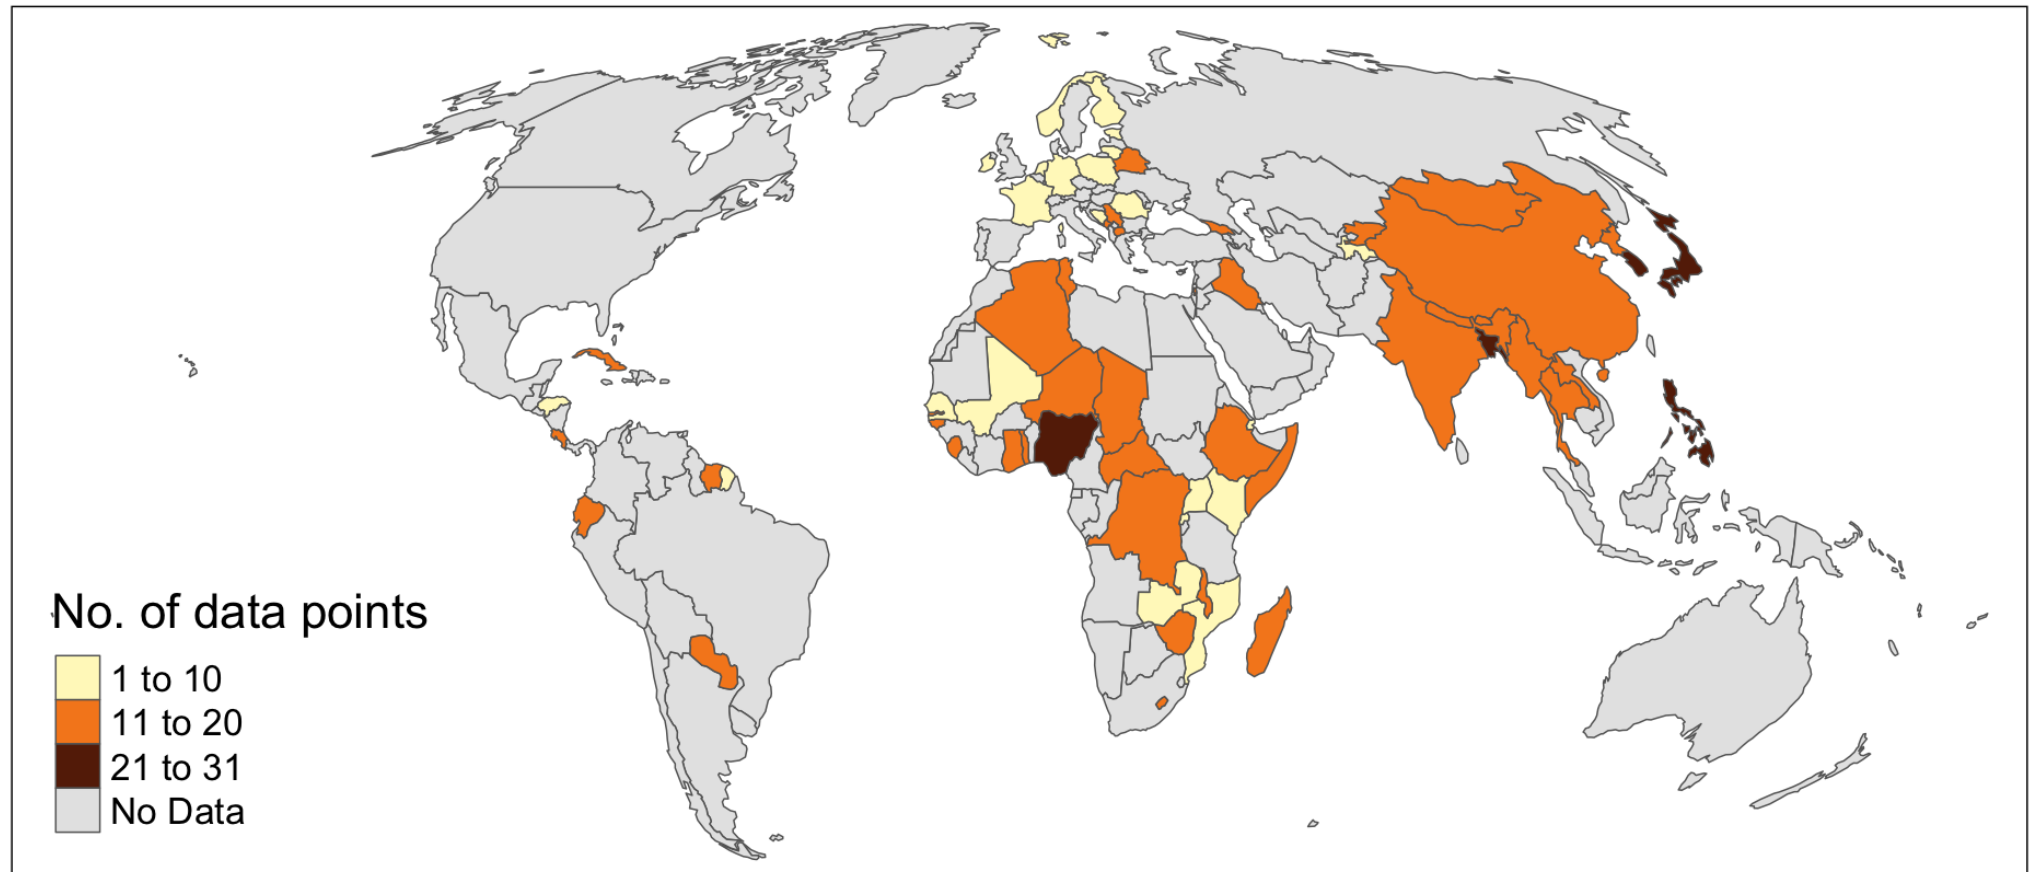 No. of data points
1 to 10
11 to 20
21 to 31
No Data